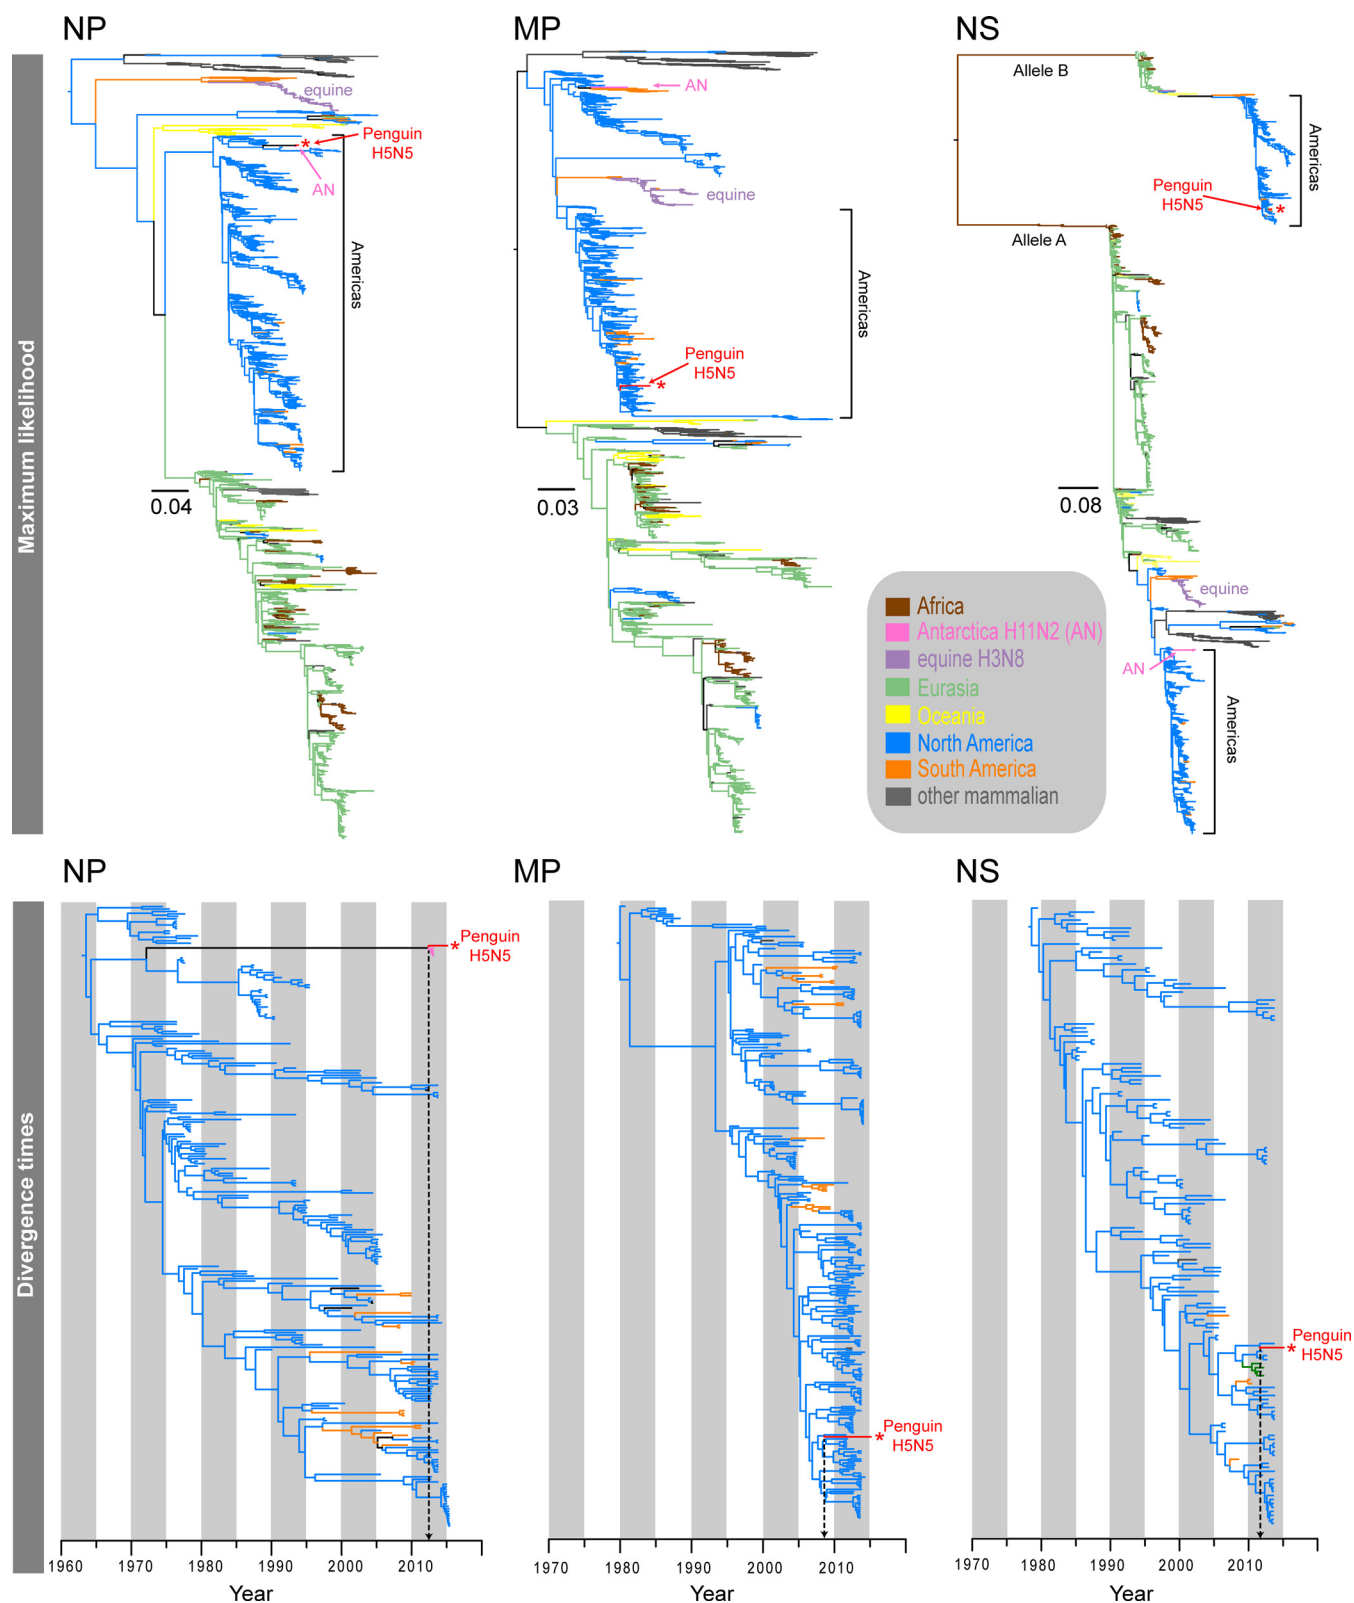 NP
MP
NS
Maximum likelihood
equine
Penguin
H5N5
*
AN
Americas
0.04
AN
equine
Americas
Penguin
H5N5
*
0.03
Allele B
Americas
Penguin
H5N5
*
Allele A
0.08
equine
AN
Americas
Africa
Antarctica H11N2 (AN)
equine H3N8
Eurasia
Oceania
North America
South America
other mammalian
NP
MP
NS
Divergence times
* Penguin
H5N5
* Penguin
H5N5
* Penguin
H5N5
1960 1970 1980 1990 2000 2010
Year
1970 1980 1990 2000 2010
Year
1970 1980 1990 2000 2010
Year